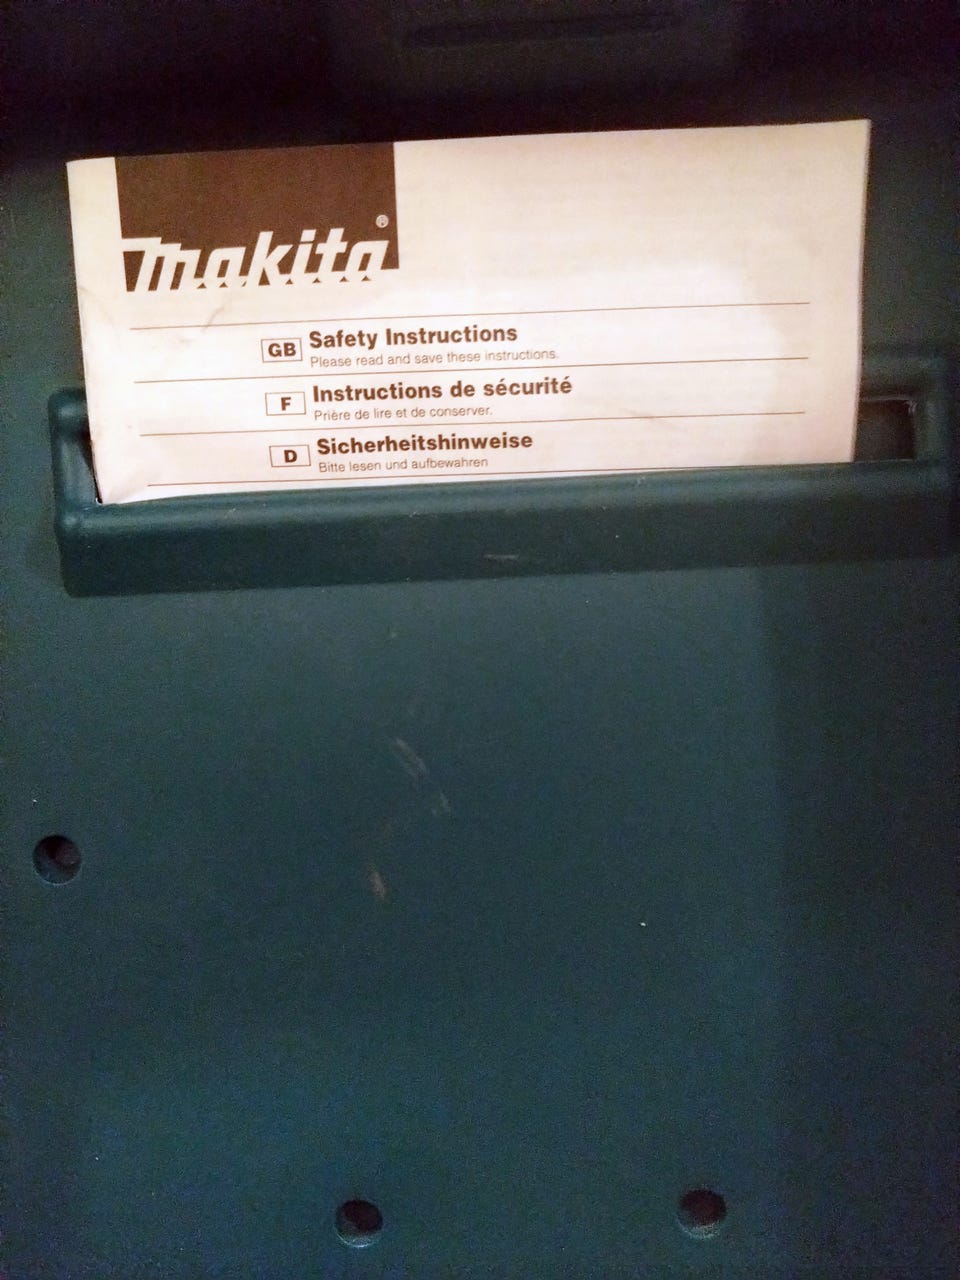 makita®
GB Safety Instructions
Please read and save these instructions.
F Instructions de sécurité
Prière de lire et de conserver.
D Sicherheitshinweise
Bitte lesen und aufbewahren